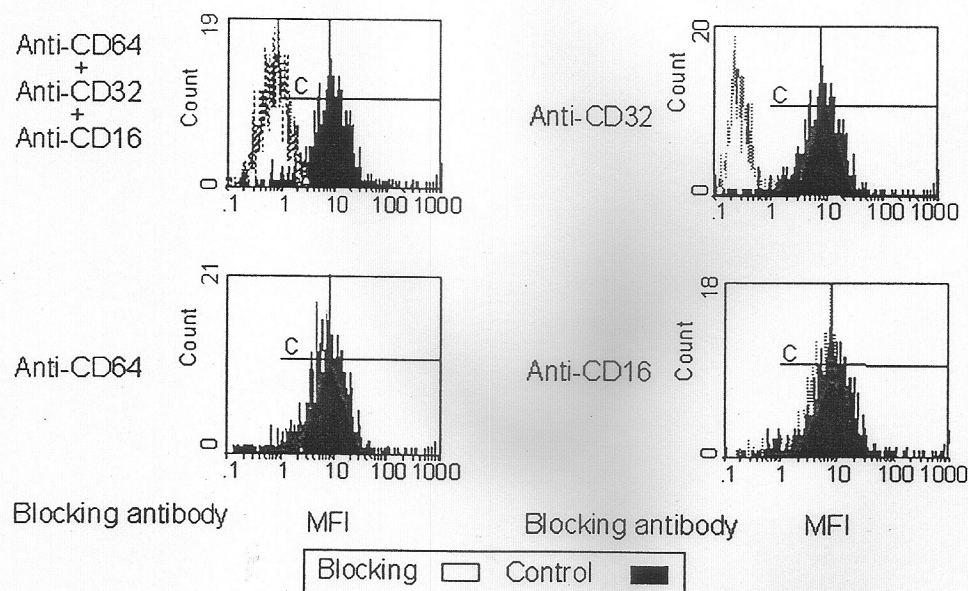 Anti-CD64
+
Anti-CD32
+
Anti-CD16
19
Count
0
C
.1 1 10 100 1000
Anti-CD32
20
Count
0
C
.1 1 10 100 1000
Anti-CD64
21
Count
0
C
.1 1 10 100 1000
Anti-CD16
18
Count
0
C
.1 1 10 100 1000
Blocking antibody MFI
Blocking antibody MFI
Blocking Control